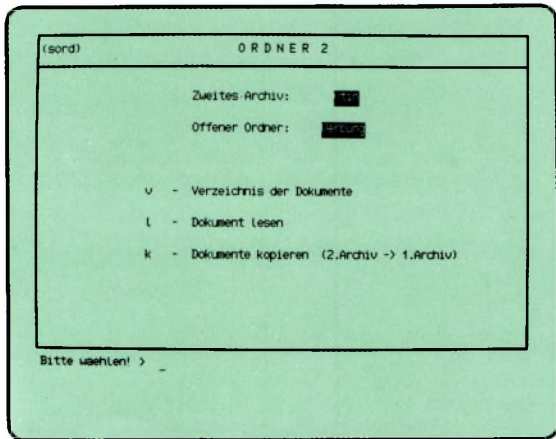 (sord) ORDNER 2
Zweites Archiv:
Offener Ordner:
v - Verzeichnis der Dokumente
l - Dokument lesen
k - Dokumente kopieren (2.Archiv -> 1.Archiv)
Bitte waehlen! > _